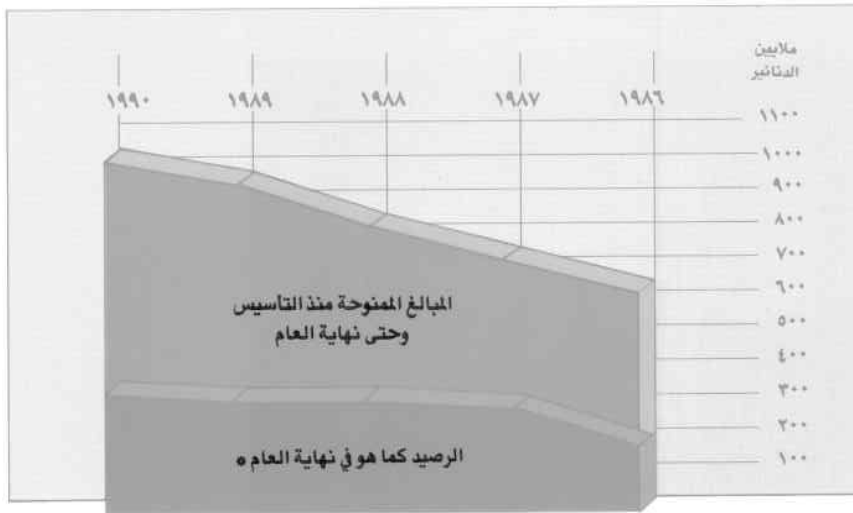 ملايين
الدنانير
١٩٨٦ ١٩٨٧ ١٩٨٨ ١٩٨٩ ١٩٩٠
١١٠٠
١٠٠٠
٩٠٠
٨٠٠
٧٠٠
٦٠٠
٥٠٠
٤٠٠
٣٠٠
٢٠٠
١٠٠
المبالغ الممنوحة منذ التأسيس
وحتى نهاية العام
الرصيد كما هو في نهاية العام *